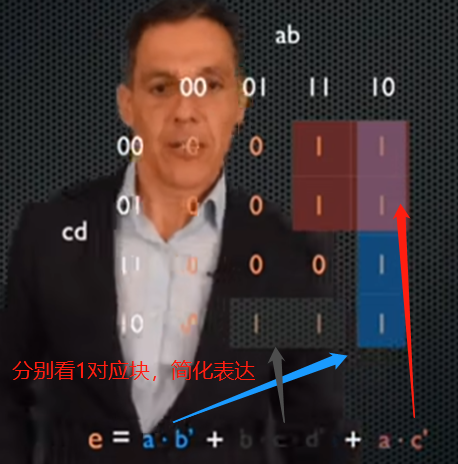 ab
00 01 11 10
00 0 0 1 1
01 0 0 1 1
cd
11 0 0 0 1
10 1 1 1
分别看1对应块，简化表达
e = a · b' + b · c · d' + a · c'